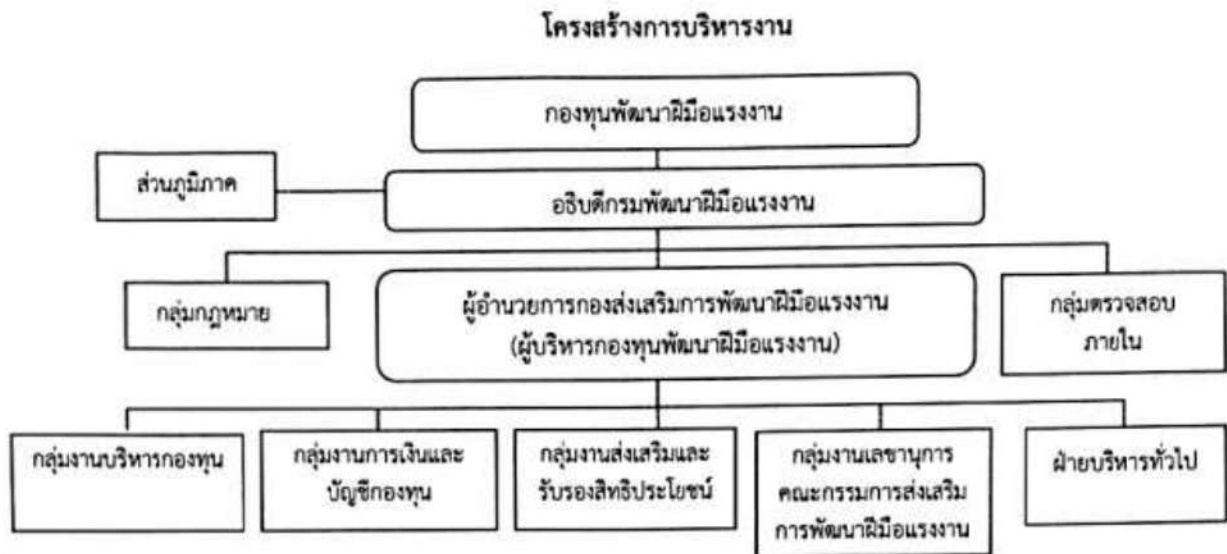 โครงสร้างการบริหารงาน
กองทุนพัฒนาฝีมือแรงงาน
ส่วนภูมิภาค
อธิบดีกรมพัฒนาฝีมือแรงงาน
กลุ่มกฎหมาย
ผู้อำนวยการกองส่งเสริมการพัฒนาฝีมือแรงงาน
(ผู้บริหารกองทุนพัฒนาฝีมือแรงงาน)
กลุ่มตรวจสอบ
ภายใน
กลุ่มงานบริหารกองทุน
กลุ่มงานการเงินและ
บัญชีกองทุน
กลุ่มงานส่งเสริมและ
รับรองสิทธิประโยชน์
กลุ่มงานเลขานุการ
คณะกรรมการส่งเสริม
การพัฒนาฝีมือแรงงาน
ฝ่ายบริหารทั่วไป